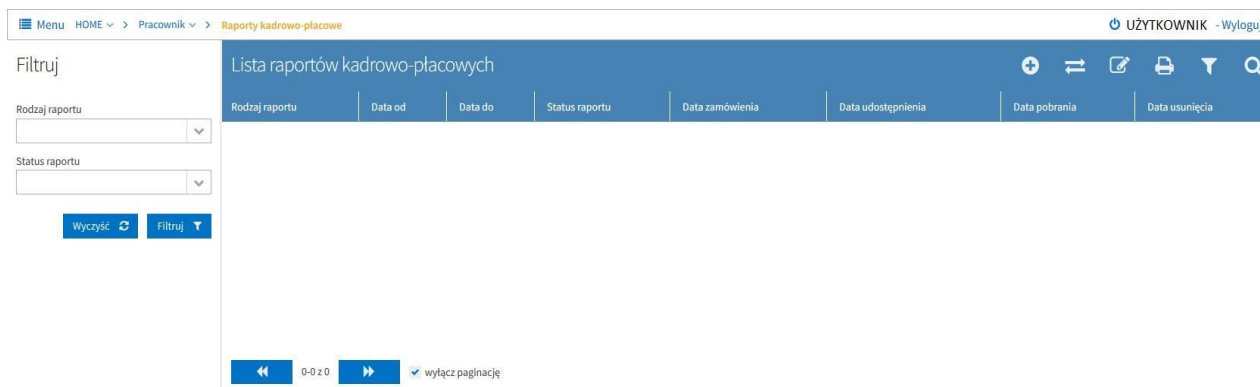 Menu HOME > Pracownik > Raporty kadrowo-płacowe UŻYTKOWNIK - Wyloguj
Filtruj
Rodzaj raportu
Status raportu
Wyczyść Filtruj
Lista raportów kadrowo-płacowych
Rodzaj raportu Data od Data do Status raportu Data zamówienia Data udostępnienia Data pobrania Data usunięcia
0-0 z 0 wyłącz paginację